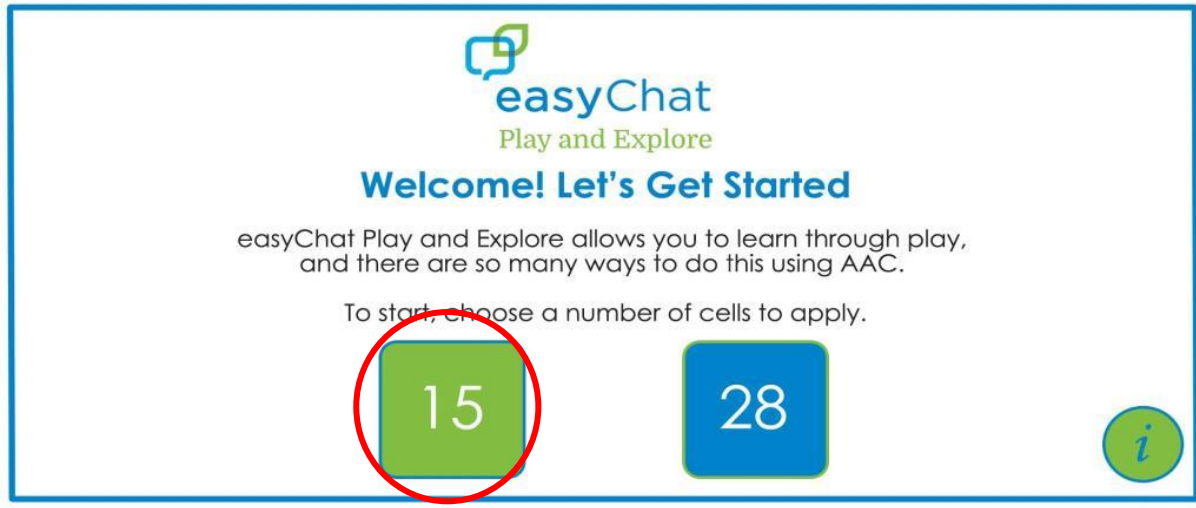 easyChat
Play and Explore
Welcome! Let's Get Started
easyChat Play and Explore allows you to learn through play,
and there are so many ways to do this using AAC.
To start, choose a number of cells to apply.
15 28
i